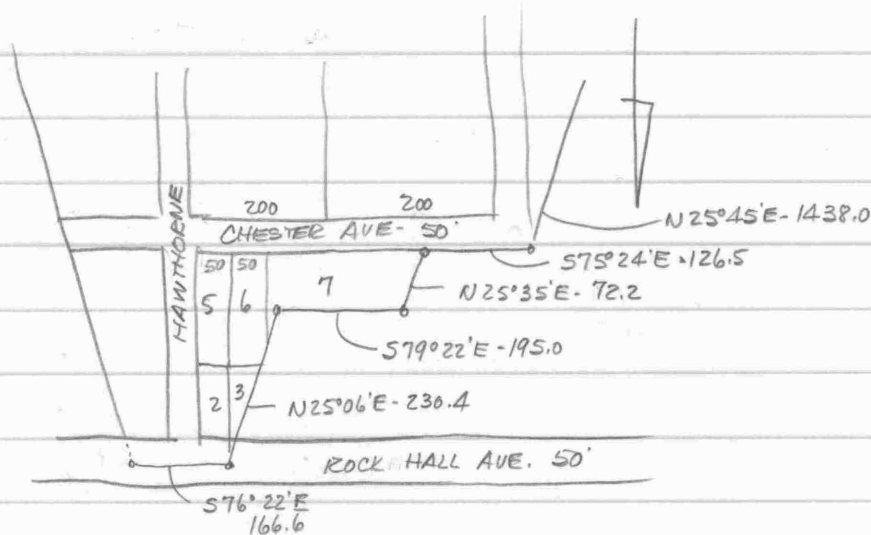 HAWTHORNE
200
200
CHESTER AVE- 50'
N25°45'E-1438.0
S75°24'E-126.5
50
50
5
6
7
N25°35'E-72.2
S79°22'E-195.0
2
3
N25°06'E-230.4
ROCK HALL AVE. 50'
S76°22'E
166.6